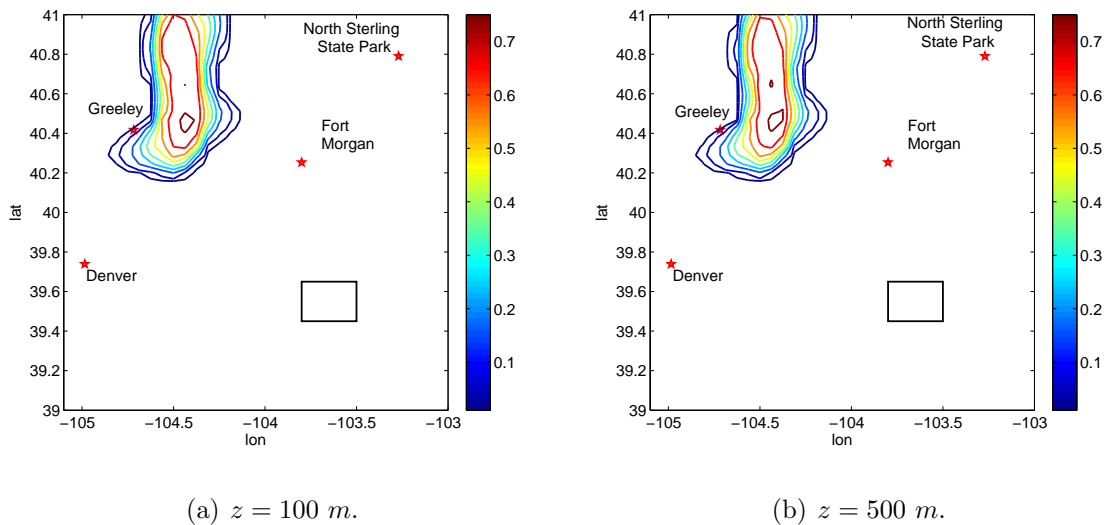 41
40.8
40.6
40.4
40.2
40
39.8
39.6
39.4
39.2
39
lat
−105
−104.5
−104
−103.5
−103
lon
North Sterling
State Park
Greeley
Fort
Morgan
Denver
0.7
0.6
0.5
0.4
0.3
0.2
0.1
(a) z = 100 m.
41
40.8
40.6
40.4
40.2
40
39.8
39.6
39.4
39.2
39
lat
−105
−104.5
−104
−103.5
−103
lon
North Sterling
State Park
Greeley
Fort
Morgan
Denver
0.7
0.6
0.5
0.4
0.3
0.2
0.1
(b) z = 500 m.